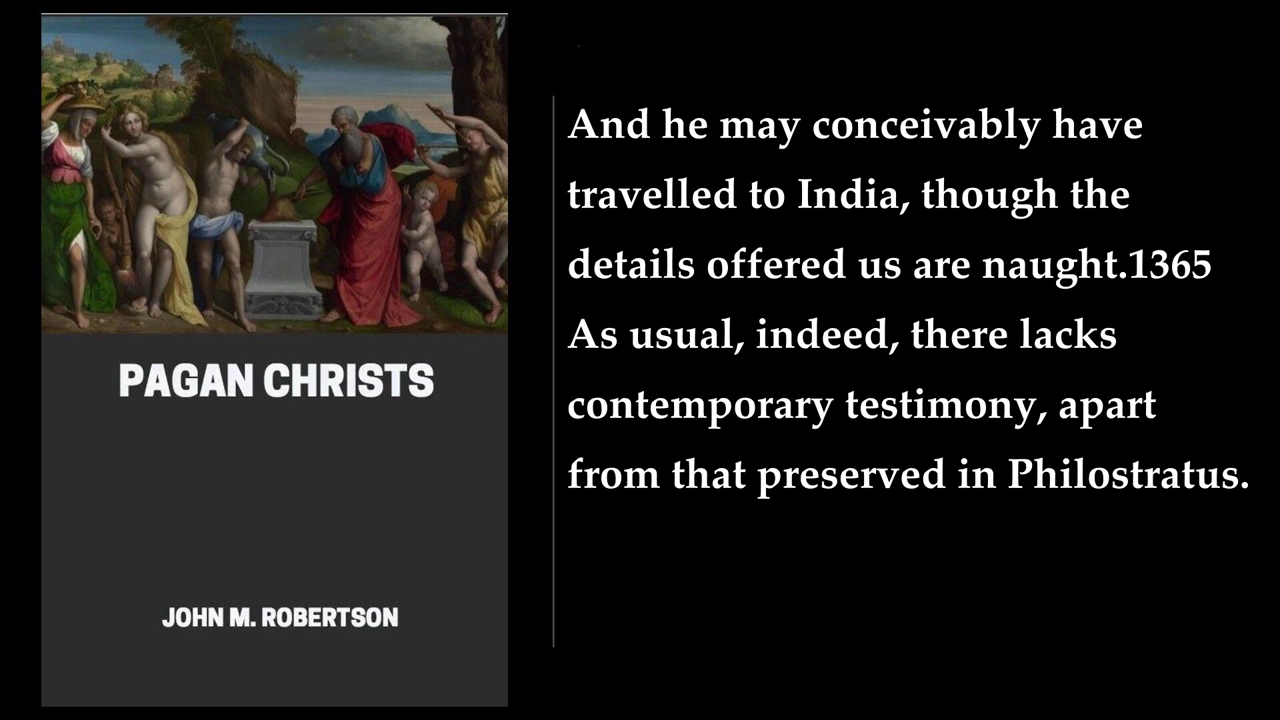 PAGAN CHRISTS
JOHN M. ROBERTSON
And he may conceivably have
travelled to India, though the
details offered us are naught.1365
As usual, indeed, there lacks
contemporary testimony, apart
from that preserved in Philostratus.